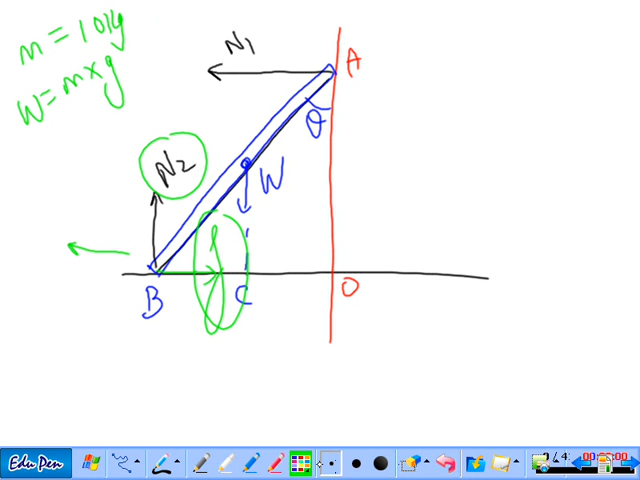 m = 10kg
W = m×g
N1
A
θ
N2
W
f
B
C
O
Edu Pen